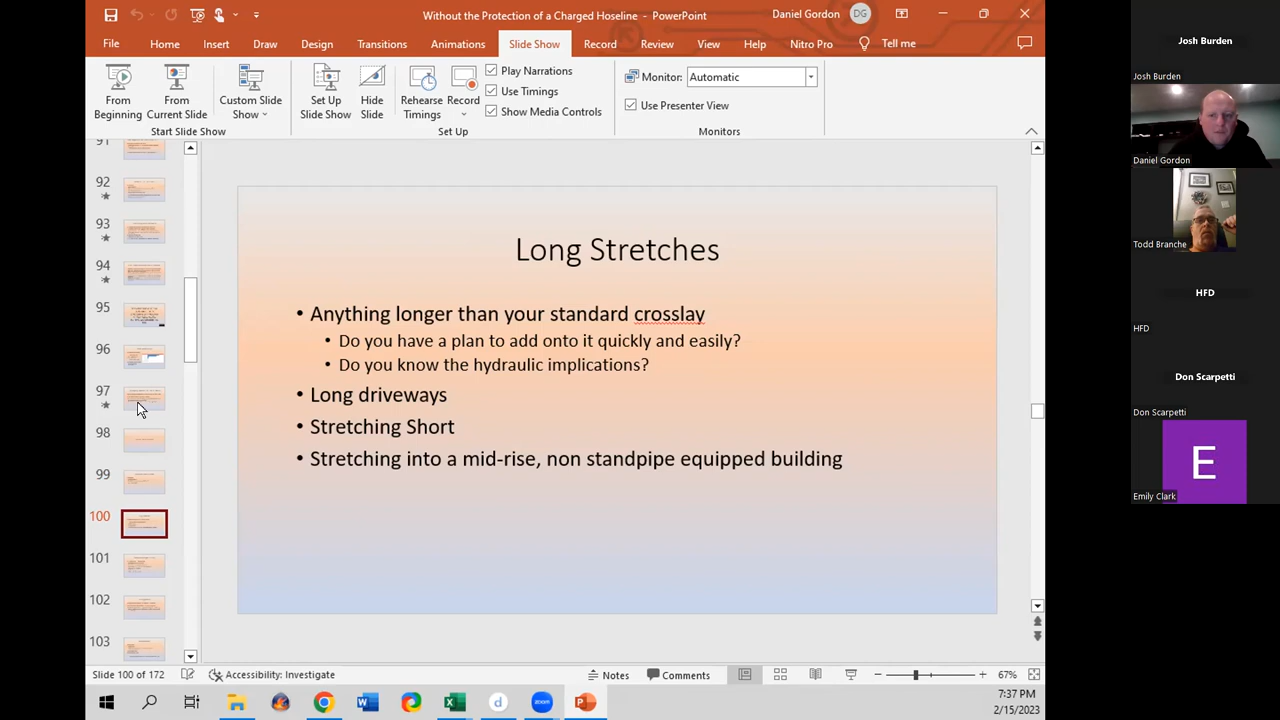 Without the Protection of a Charged Hoseline - PowerPoint
Daniel Gordon
DG
File Home Insert Draw Design Transitions Animations Slide Show Record Review View Help Nitro Pro Tell me
From Beginning
From Current Slide
Custom Slide Show
Start Slide Show
Set Up Slide Show
Hide Slide
Rehearse Timings
Record
Play Narrations
Use Timings
Show Media Controls
Set Up
Monitor: Automatic
Use Presenter View
Monitors
91
92
93
94
95
96
97
98
99
100
101
102
103
Long Stretches
• Anything longer than your standard crosslay
• Do you have a plan to add onto it quickly and easily?
• Do you know the hydraulic implications?
• Long driveways
• Stretching Short
• Stretching into a mid-rise, non standpipe equipped building
Slide 100 of 172
Accessibility: Investigate
Notes
Comments
67%
7:37 PM
2/15/2023
Josh Burden
Josh Burden
Daniel Gordon
Todd Branche
HFD
HFD
Don Scarpetti
Don Scarpetti
E
Emily Clark